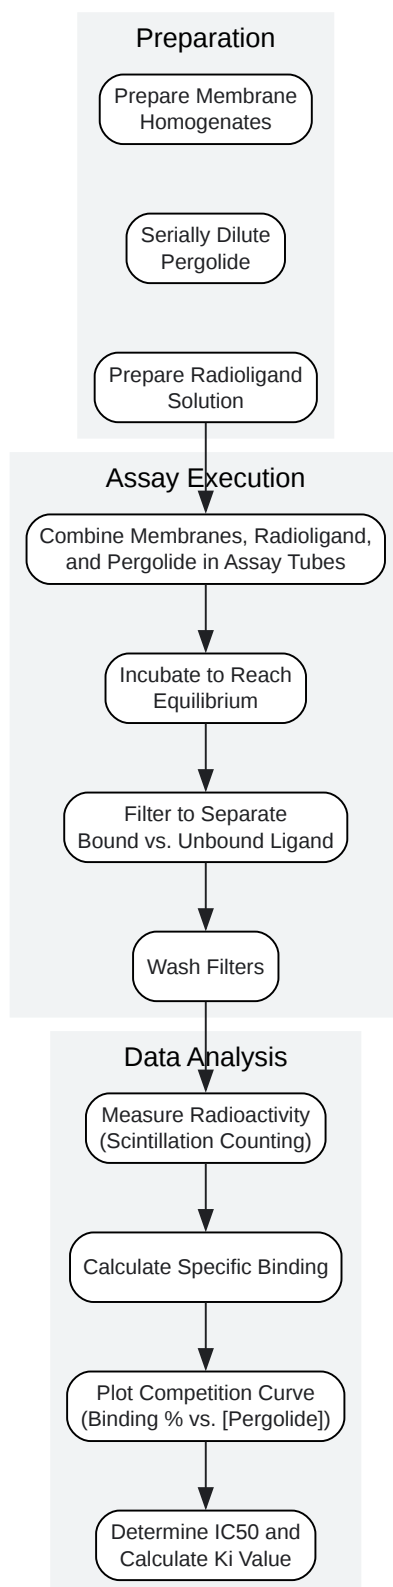 Preparation
Prepare Membrane
Homogenates
Serially Dilute
Pergolide
Prepare Radioligand
Solution
Assay Execution
Combine Membranes, Radioligand,
and Pergolide in Assay Tubes
Incubate to Reach
Equilibrium
Filter to Separate
Bound vs. Unbound Ligand
Wash Filters
Data Analysis
Measure Radioactivity
(Scintillation Counting)
Calculate Specific Binding
Plot Competition Curve
(Binding % vs. [Pergolide])
Determine IC50 and
Calculate Ki Value